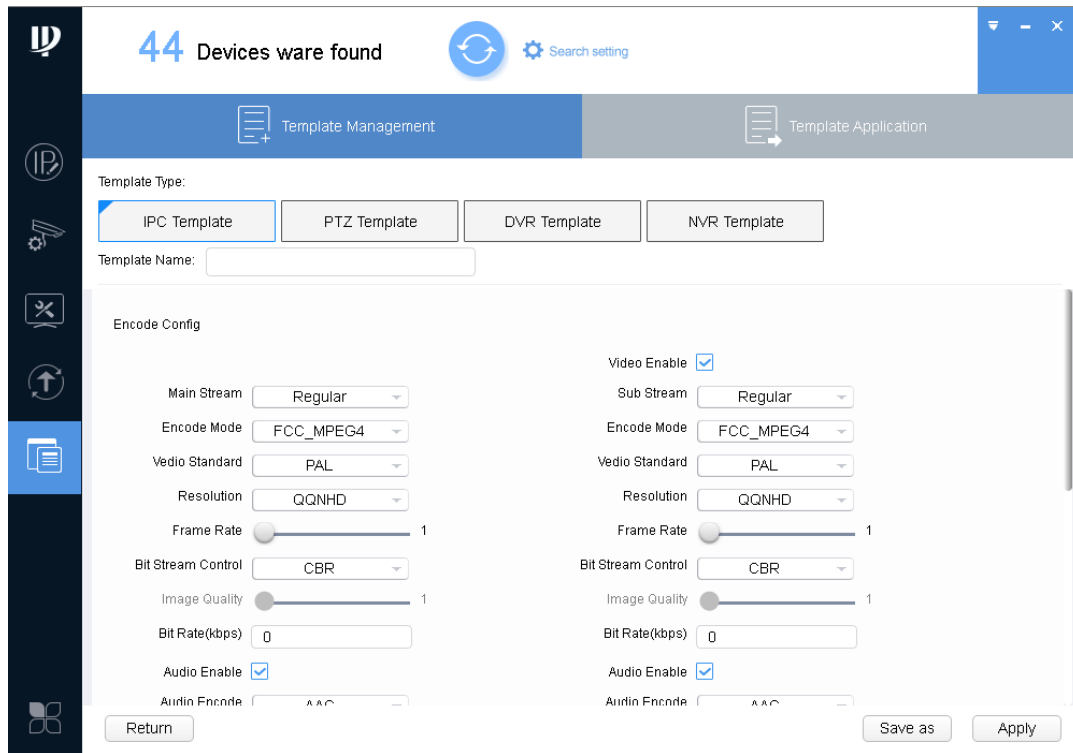 44 Devices ware found
Search setting
Template Management
Template Application
IP
Template Type:
IPC Template
PTZ Template
DVR Template
NVR Template
Template Name:
Encode Config
Video Enable
Main Stream Regular
Sub Stream Regular
Encode Mode FCC_MPEG4
Encode Mode FCC_MPEG4
Vedio Standard PAL
Vedio Standard PAL
Resolution QQNHD
Resolution QQNHD
Frame Rate 1
Frame Rate 1
Bit Stream Control CBR
Bit Stream Control CBR
Image Quality 1
Image Quality 1
Bit Rate(kbps) 0
Bit Rate(kbps) 0
Audio Enable
Audio Enable
Audio Encode AAC
Audio Encode AAC
Return
Save as
Apply